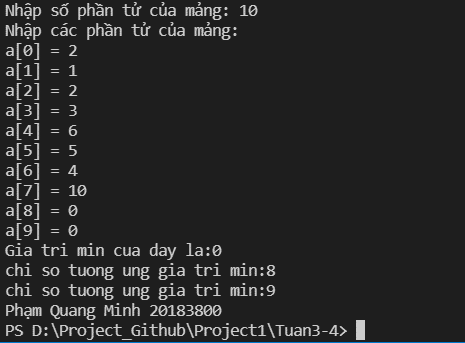 Nhập số phần tử của mảng: 10
Nhập các phần tử của mảng:
a[0] = 2
a[1] = 1
a[2] = 2
a[3] = 3
a[4] = 6
a[5] = 5
a[6] = 4
a[7] = 10
a[8] = 0
a[9] = 0
Gia tri min cua day la:0
chi so tuong ung gia tri min:8
chi so tuong ung gia tri min:9
Phạm Quang Minh 20183800
PS D:\Project_Github\Project1\Tuan3-4>